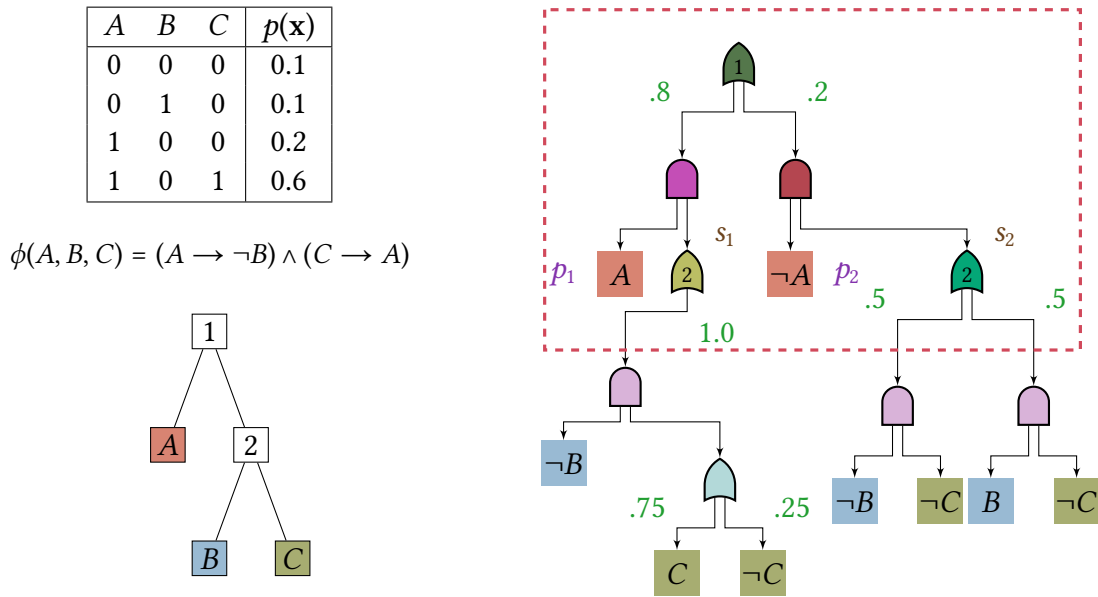 A B C p(x)
0 0 0 0.1
0 1 0 0.1
1 0 0 0.2
1 0 1 0.6
ϕ(A, B, C) = (A → ¬B) ∧ (C → A)
1
A 2
B C
1
.8 .2
s₁ s₂
p₁ A 2 ¬A p₂ 2
.5 .5
1.0
¬B
¬B ¬C B ¬C
.75 .25
C ¬C